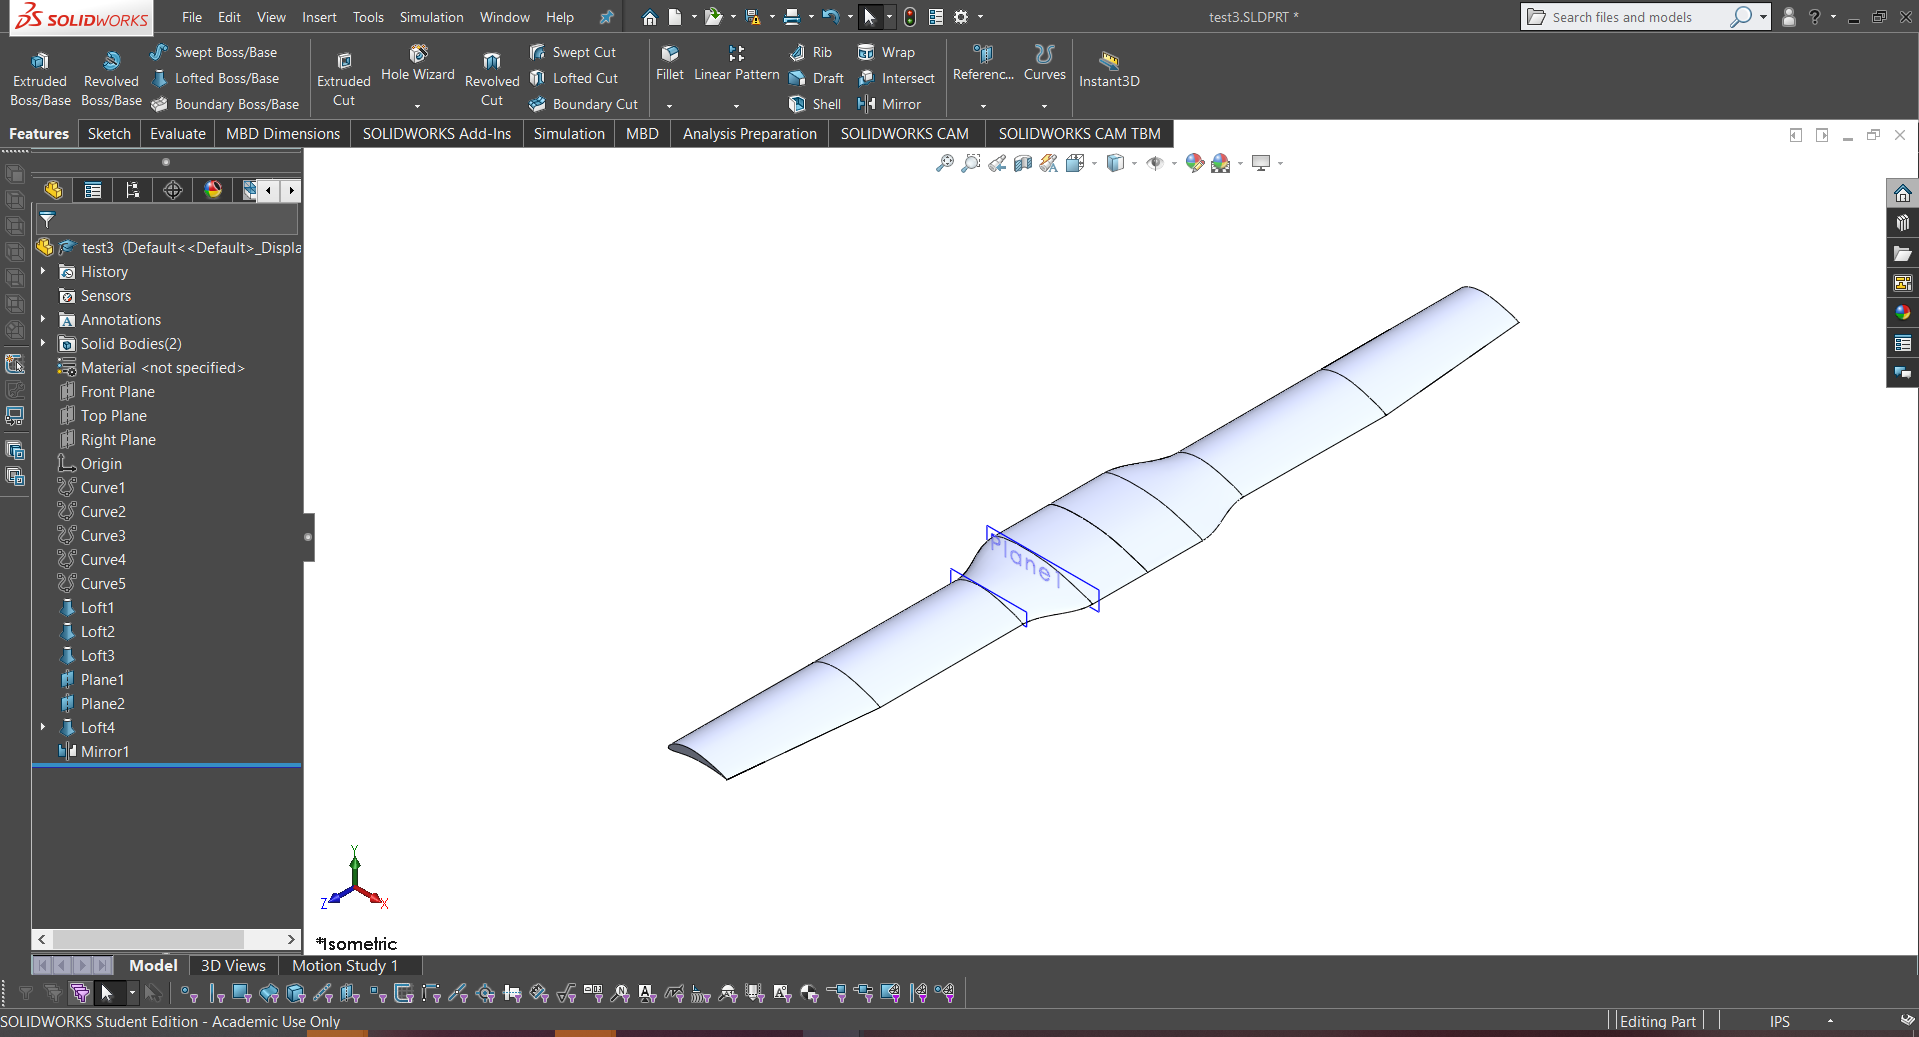 SOLIDWORKS File Edit View Insert Tools Simulation Window Help test3.SLDPRT * Search files and models ?
Extruded Boss/Base
Revolved Boss/Base
Swept Boss/Base
Lofted Boss/Base
Boundary Boss/Base
Extruded Cut
Hole Wizard
Revolved Cut
Swept Cut
Lofted Cut
Boundary Cut
Fillet
Linear Pattern
Rib
Draft
Shell
Wrap
Intersect
Mirror
Referenc...
Curves
Instant3D
Features Sketch Evaluate MBD Dimensions SOLIDWORKS Add-Ins Simulation MBD Analysis Preparation SOLIDWORKS CAM SOLIDWORKS CAM TBM
test3 (Default<<Default>_Displa
History
Sensors
Annotations
Solid Bodies(2)
Material <not specified>
Front Plane
Top Plane
Right Plane
Origin
Curve1
Curve2
Curve3
Curve4
Curve5
Loft1
Loft2
Loft3
Plane1
Plane2
Loft4
Mirror1
Plane1
Y
Z
X
*Isometric
Model 3D Views Motion Study 1
SOLIDWORKS Student Edition - Academic Use Only
Editing Part
IPS